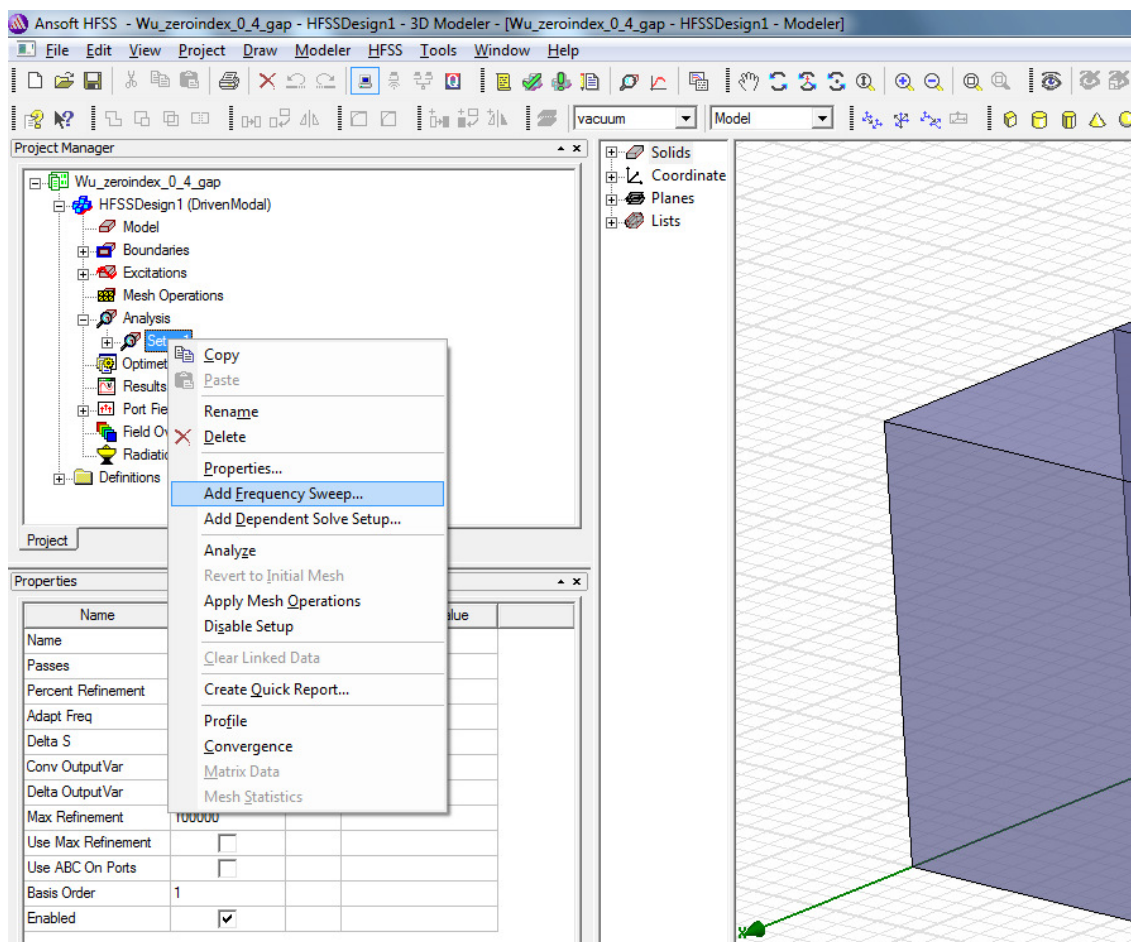 Ansoft HFSS - Wu_zeroindex_0_4_gap - HFSSDesign1 - 3D Modeler - [Wu_zeroindex_0_4_gap - HFSSDesign1 - Modeler]
File Edit View Project Draw Modeler HFSS Tools Window Help
vacuum Model
Project Manager
Wu_zeroindex_0_4_gap
HFSSDesign1 (DrivenModal)
Model
Boundaries
Excitations
Mesh Operations
Analysis
Optimet
Results
Port Fie
Field Ov
Radiatio
Definitions
Project
Solids
Coordinate
Planes
Lists
Copy
Paste
Rename
Delete
Properties...
Add Frequency Sweep...
Add Dependent Solve Setup...
Analyze
Revert to Initial Mesh
Apply Mesh Operations
Disable Setup
Clear Linked Data
Create Quick Report...
Profile
Convergence
Matrix Data
Mesh Statistics
Properties
Name alue
Name
Passes
Percent Refinement
Adapt Freq
Delta S
Conv OutputVar
Delta OutputVar
Max Refinement 100000
Use Max Refinement
Use ABC On Ports
Basis Order 1
Enabled
X